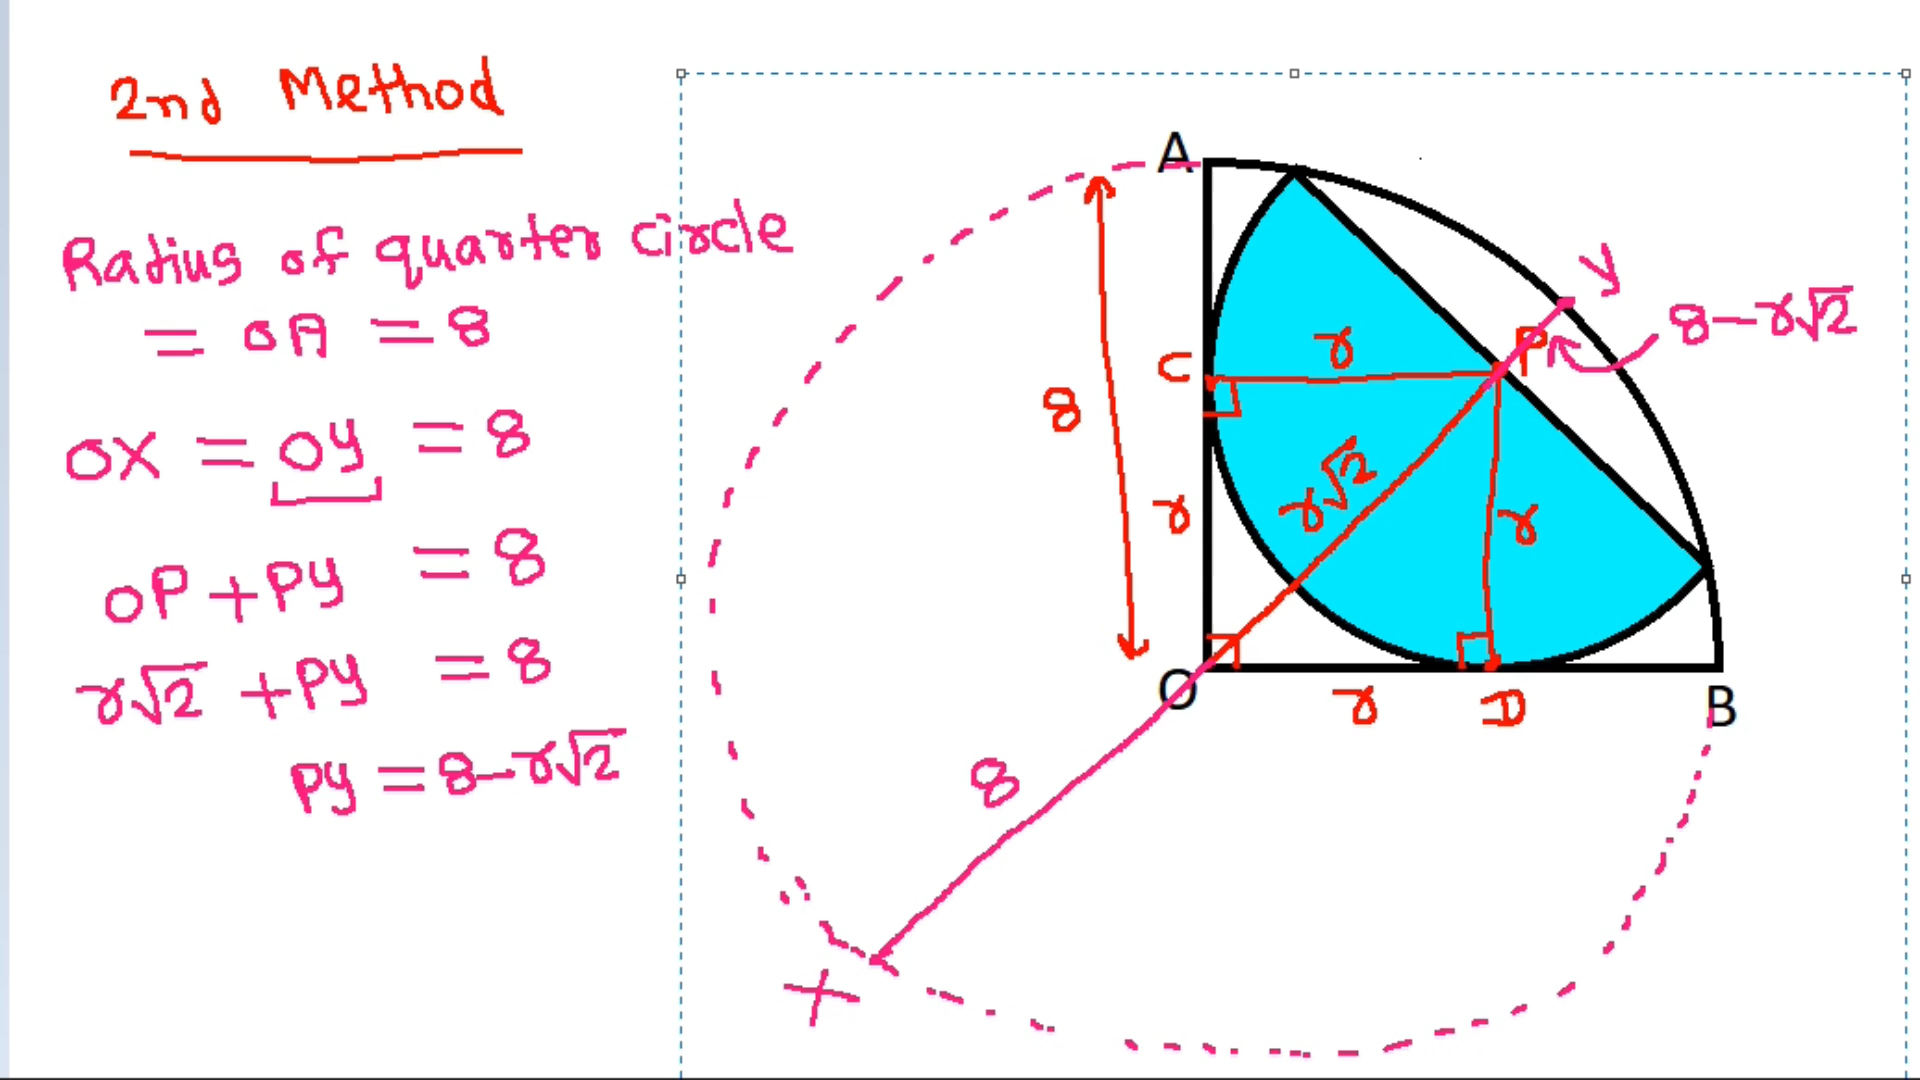 2nd Method
Radius of quarter circle
= OA = 8
OX = OY = 8
OP + PY = 8
r√2 + PY = 8
PY = 8-r√2
A
Y
8-r√2
P
r
C
8
r√2
r
r
O
r
D
B
8
X